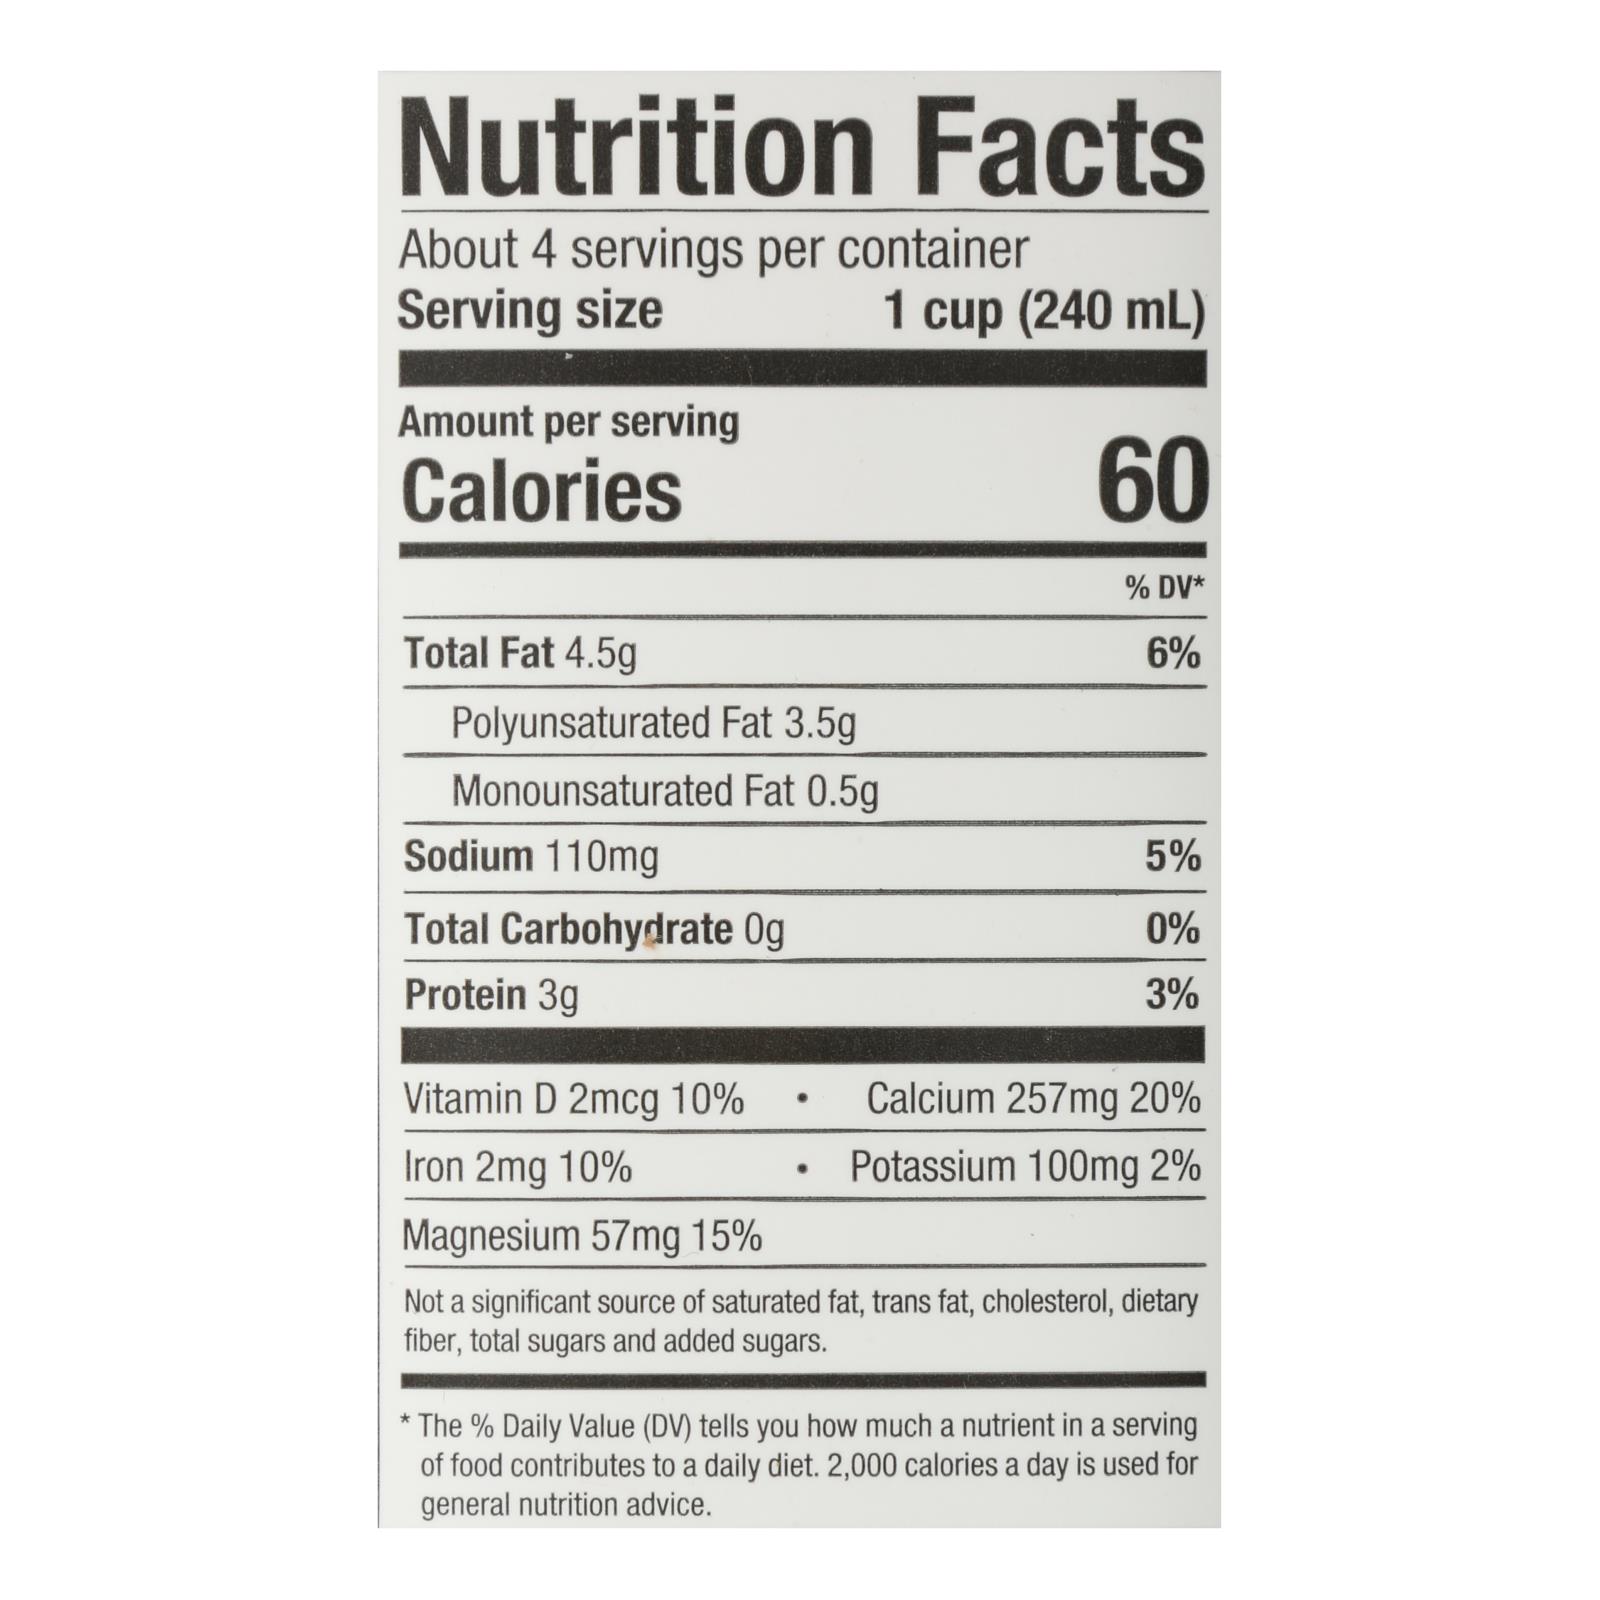 Nutrition Facts
About 4 servings per container
Serving size 1 cup (240 mL)
Amount per serving
Calories 60
% DV*
Total Fat 4.5g 6%
Polyunsaturated Fat 3.5g
Monounsaturated Fat 0.5g
Sodium 110mg 5%
Total Carbohydrate 0g 0%
Protein 3g 3%
Vitamin D 2mcg 10% • Calcium 257mg 20%
Iron 2mg 10% • Potassium 100mg 2%
Magnesium 57mg 15%
Not a significant source of saturated fat, trans fat, cholesterol, dietary
fiber, total sugars and added sugars.
* The % Daily Value (DV) tells you how much a nutrient in a serving
of food contributes to a daily diet. 2,000 calories a day is used for
general nutrition advice.